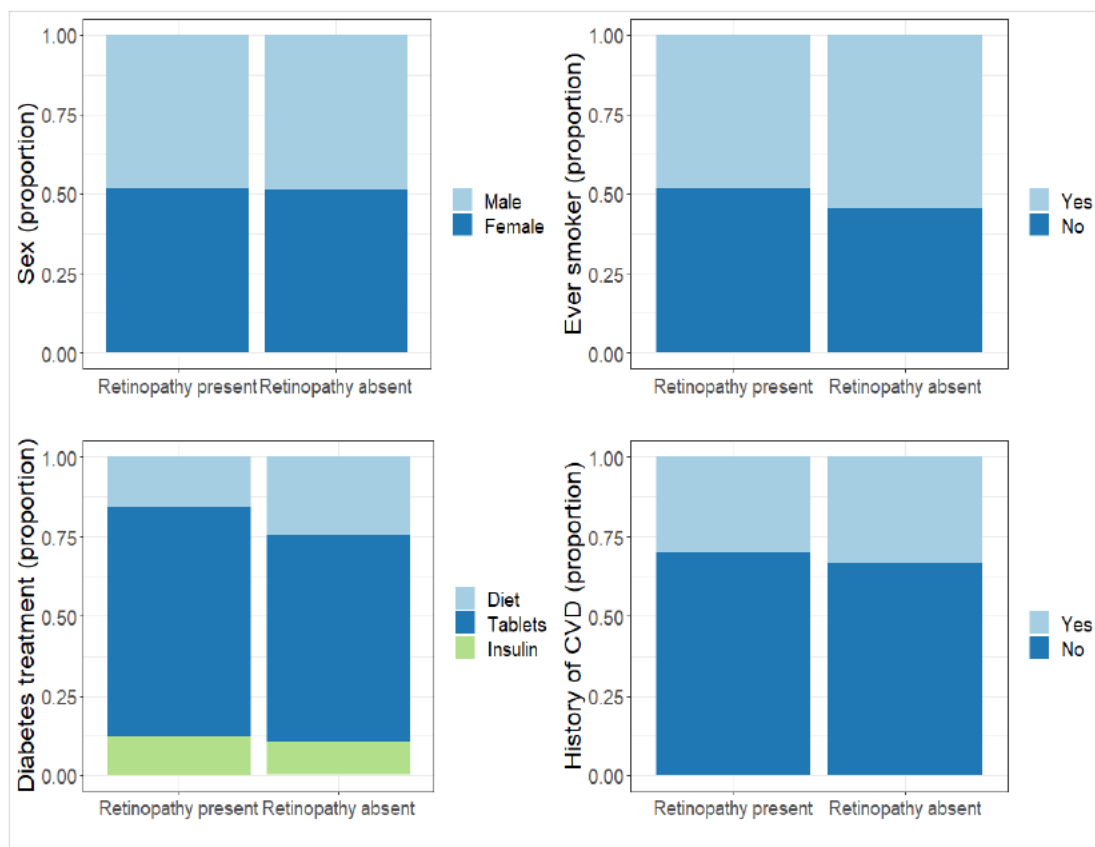 Sex (proportion)
1.00
0.75
0.50
0.25
0.00
Retinopathy present
Retinopathy absent
Male
Female
Ever smoker (proportion)
1.00
0.75
0.50
0.25
0.00
Retinopathy present
Retinopathy absent
Yes
No
Diabetes treatment (proportion)
1.00
0.75
0.50
0.25
0.00
Retinopathy present
Retinopathy absent
Diet
Tablets
Insulin
History of CVD (proportion)
1.00
0.75
0.50
0.25
0.00
Retinopathy present
Retinopathy absent
Yes
No